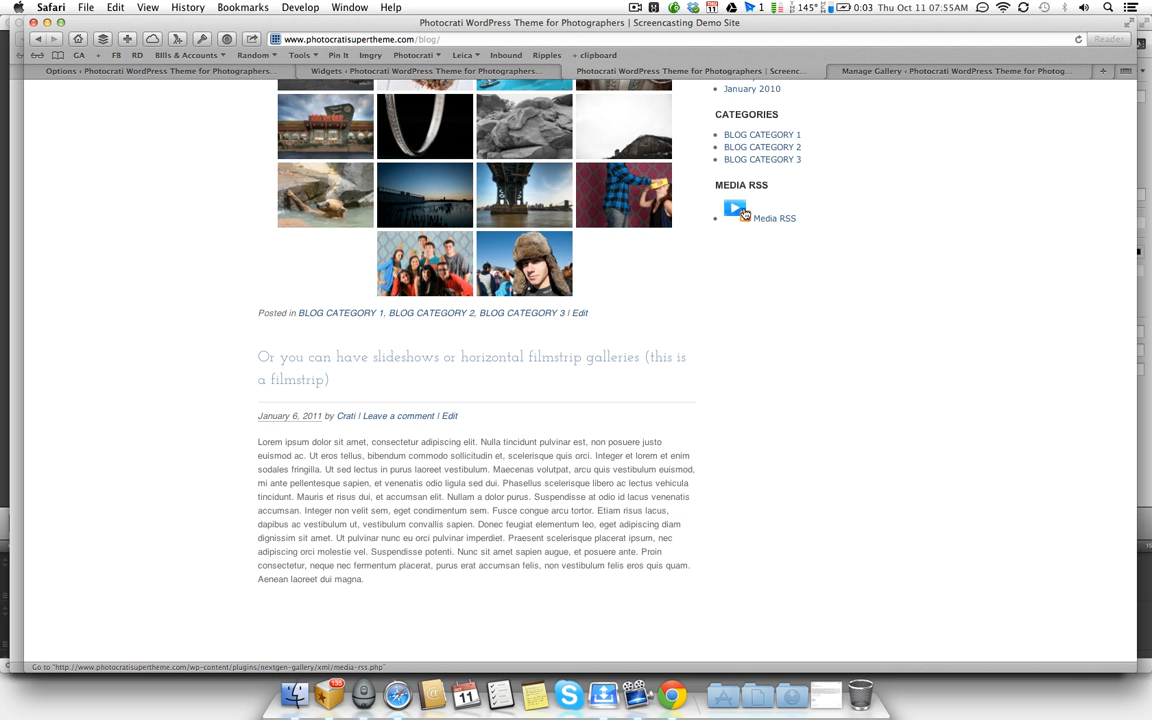 Safari File Edit View History Bookmarks Develop Window Help 1 145° 0:03 Thu Oct 11 07:55AM
Photocrati WordPress Theme for Photographers | Screencasting Demo Site
www.photocratisupertheme.com/blog/ Reader
GA + FB RD Bills & Accounts Random Tools Pin It Imgry Photocrati Leica Inbound Ripples + clipboard
Options ‹ Photocrati WordPress Theme for Photographers... Widgets ‹ Photocrati WordPress Theme for Photographers... Photocrati WordPress Theme for Photographers | Screenc... Manage Gallery ‹ Photocrati WordPress Theme for Photog...
January 2010
CATEGORIES
BLOG CATEGORY 1
BLOG CATEGORY 2
BLOG CATEGORY 3
MEDIA RSS
Media RSS
Posted in BLOG CATEGORY 1, BLOG CATEGORY 2, BLOG CATEGORY 3 | Edit
Or you can have slideshows or horizontal filmstrip galleries (this is
a filmstrip)
January 6, 2011 by Crati | Leave a comment | Edit
Lorem ipsum dolor sit amet, consectetur adipiscing elit. Nulla tincidunt pulvinar est, non posuere justo
euismod ac. Ut eros tellus, bibendum commodo sollicitudin et, scelerisque quis orci. Integer et lorem et enim
sodales fringilla. Ut sed lectus in purus laoreet vestibulum. Maecenas volutpat, arcu quis vestibulum euismod,
mi ante pellentesque sapien, et venenatis odio ligula sed dui. Phasellus scelerisque libero ac lectus vehicula
tincidunt. Mauris et risus dui, et accumsan elit. Nullam a dolor purus. Suspendisse at odio id lacus venenatis
accumsan. Integer non velit sem, eget condimentum sem. Fusce congue arcu tortor. Etiam risus lacus,
dapibus ac vestibulum ut, vestibulum convallis sapien. Donec feugiat elementum leo, eget adipiscing diam
dignissim sit amet. Ut pulvinar nunc eu orci pulvinar imperdiet. Praesent scelerisque placerat ipsum, nec
adipiscing orci molestie vel. Suspendisse potenti. Nunc sit amet sapien augue, et posuere ante. Proin
consectetur, neque nec fermentum placerat, purus erat accumsan felis, non vestibulum felis eros quis quam.
Aenean laoreet dui magna.
Go to "http://www.photocratisupertheme.com/wp-content/plugins/nextgen-gallery/xml/media-rss.php"
135
11